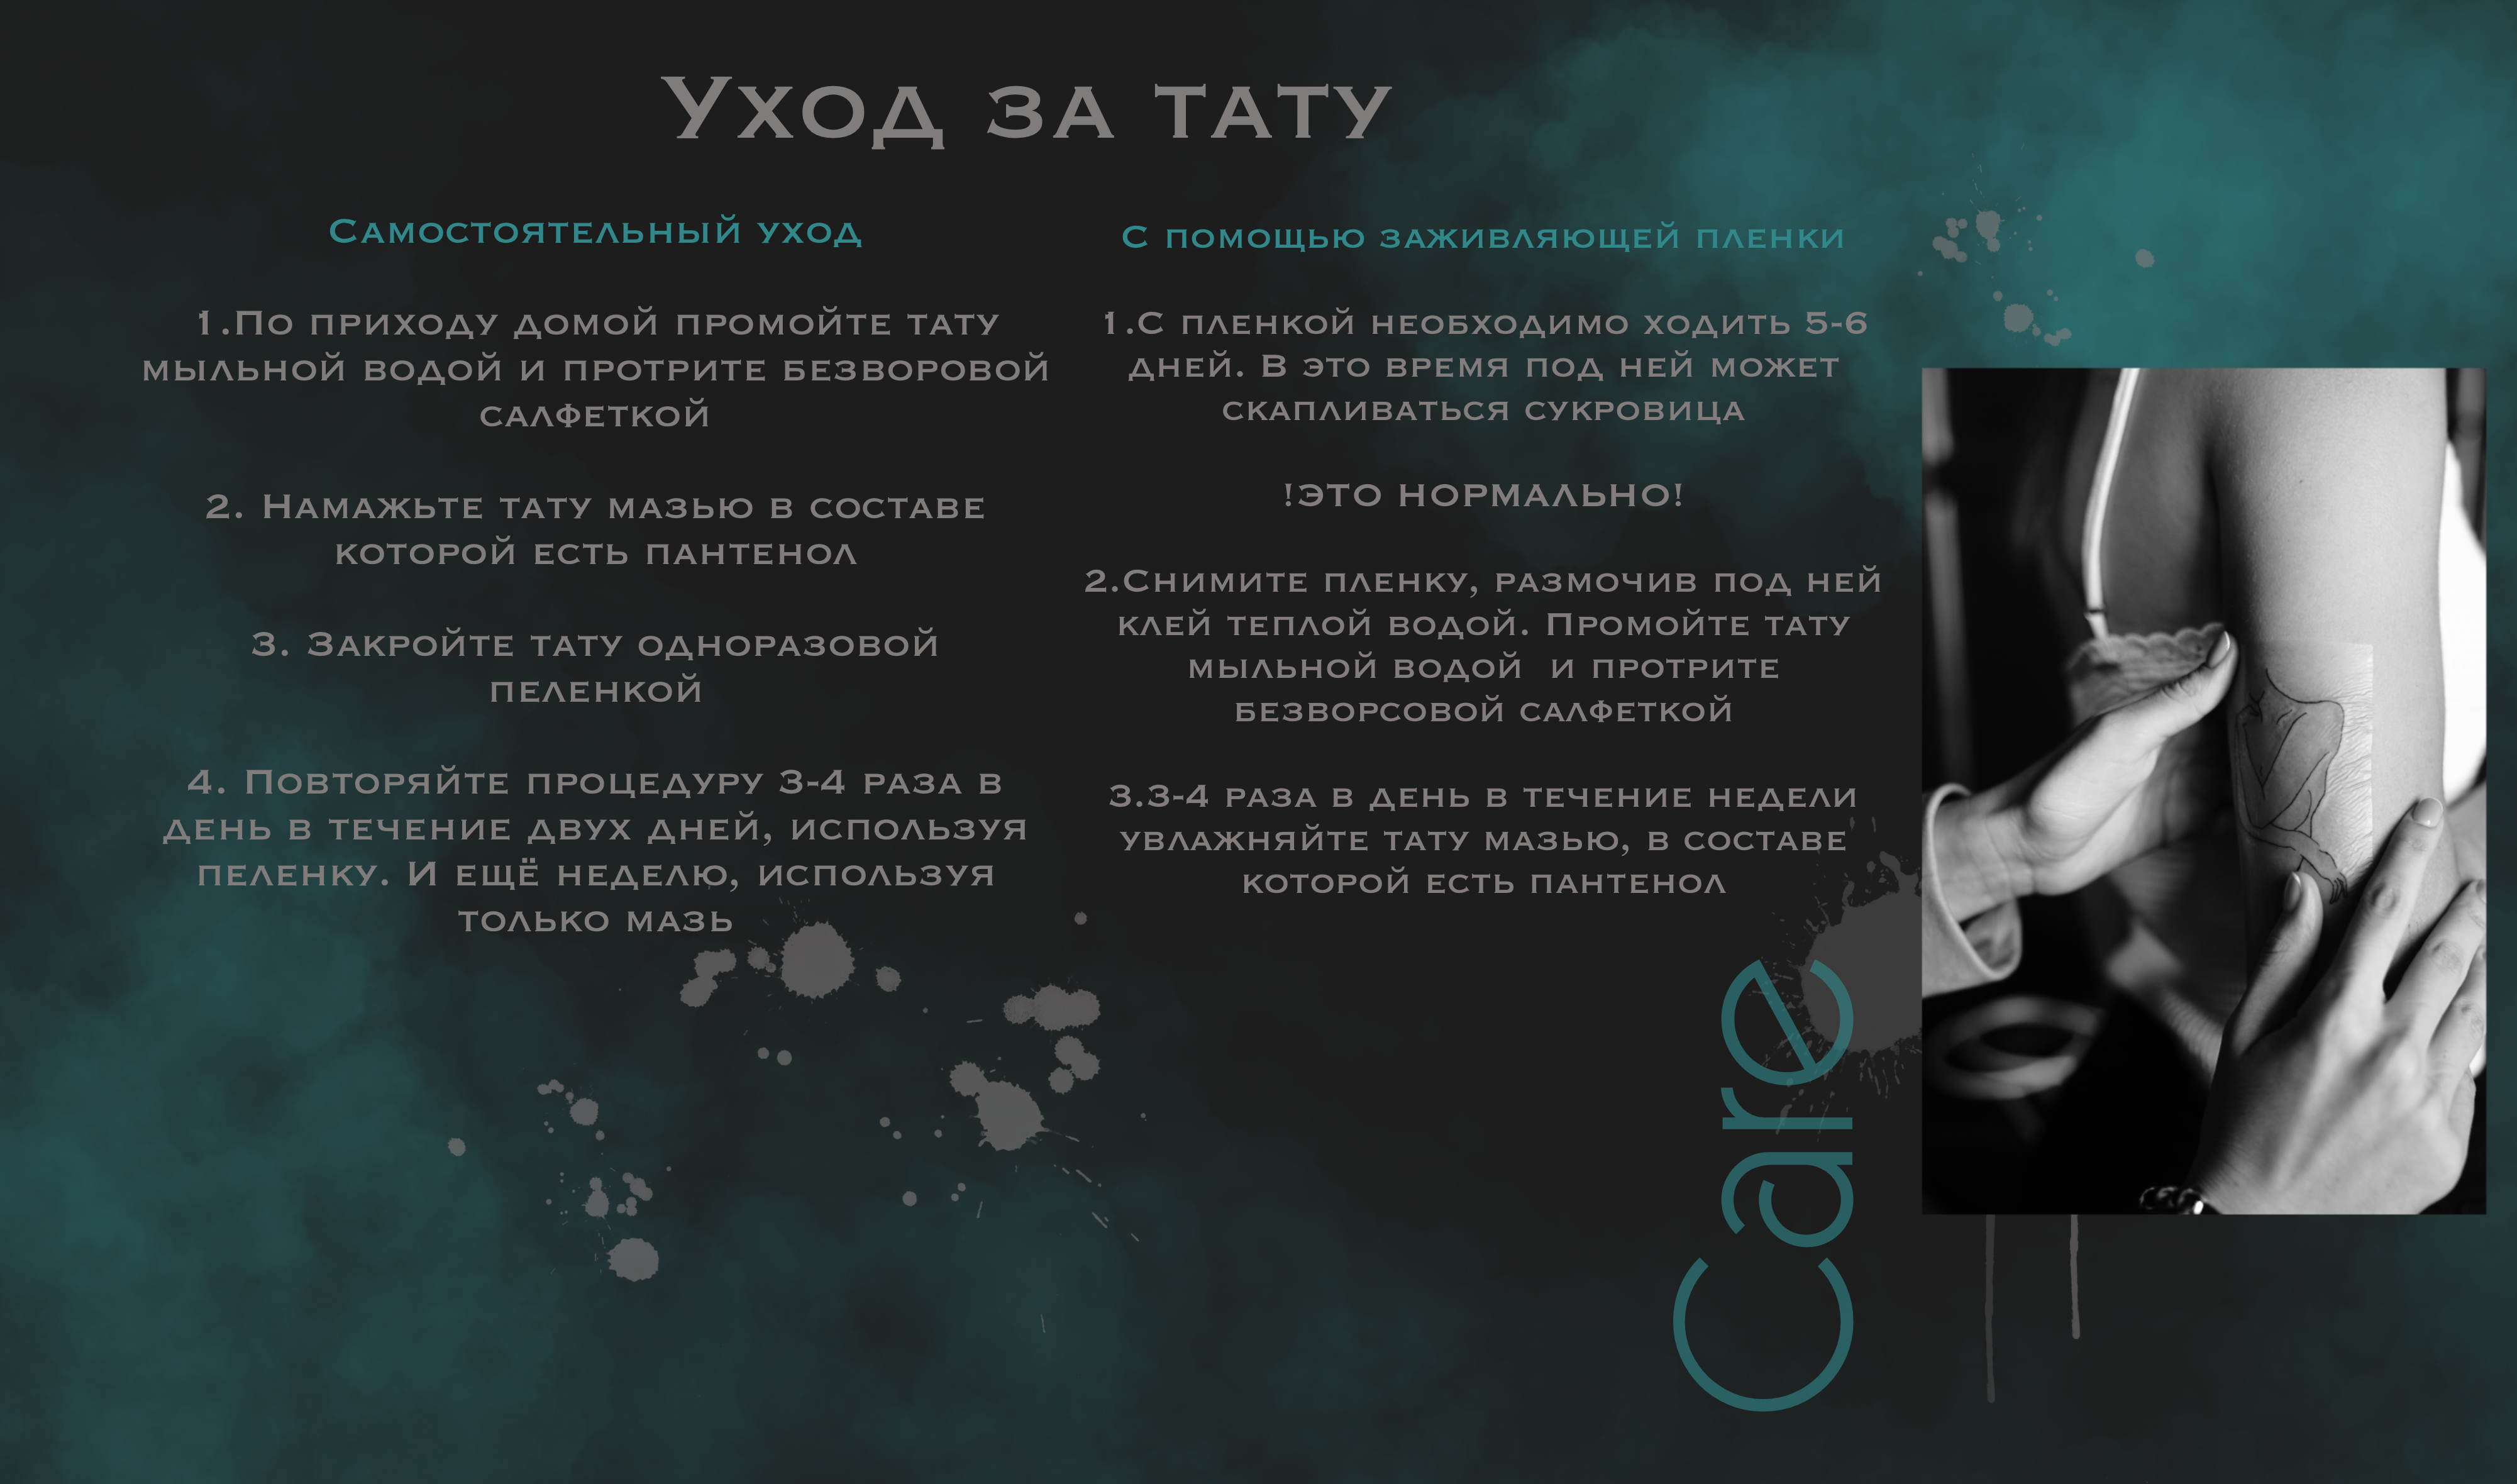 Уход за тату
Самостоятельный уход
1.По приходу домой промойте тату
мыльной водой и протрите безворовой
салфеткой
2. Намажьте тату мазью в составе
которой есть пантенол
3. Закройте тату одноразовой
пеленкой
4. Повторяйте процедуру 3-4 раза в
день в течение двух дней, используя
пеленку. И ещё неделю, используя
только мазь
С помощью заживляющей пленки
1.С пленкой необходимо ходить 5-6
дней. В это время под ней может
скапливаться сукровица
!ЭТО НОРМАЛЬНО!
2.Снимите пленку, размочив под ней
клей теплой водой. Промойте тату
мыльной водой  и протрите
безворсовой салфеткой
3.3-4 раза в день в течение недели
увлажняйте тату мазью, в составе
которой есть пантенол
Care